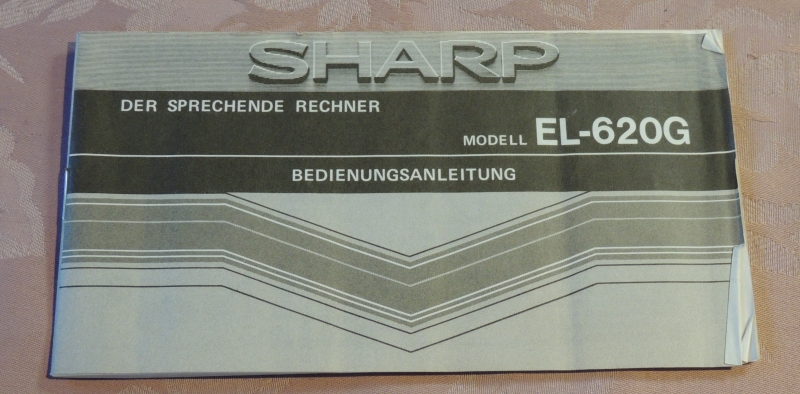 SHARP
DER SPRECHENDE RECHNER
MODELL EL-620G
BEDIENUNGSANLEITUNG